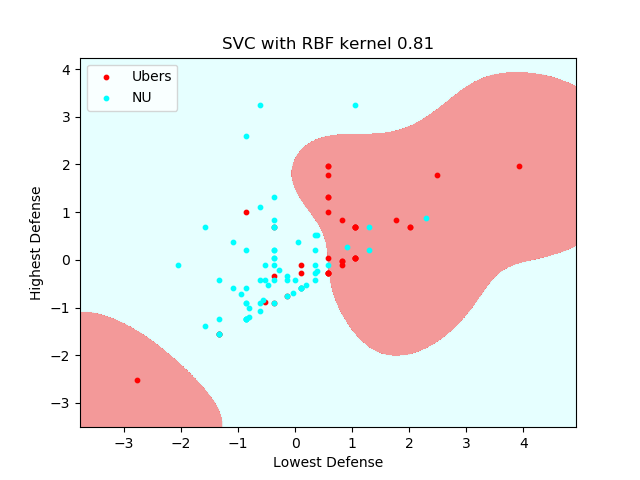 SVC with RBF kernel 0.81
Ubers
NU
4
3
2
1
0
−1
−2
−3
Highest Defense
−3 −2 −1 0 1 2 3 4
Lowest Defense